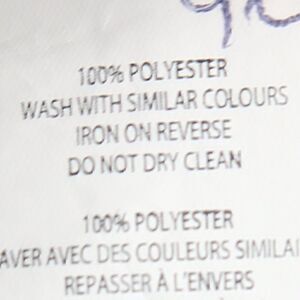 100% POLYESTER
WASH WITH SIMILAR COLOURS
IRON ON REVERSE
DO NOT DRY CLEAN
100% POLYESTER
AVER AVEC DES COULEURS SIMILAI
REPASSER À L'ENVERS